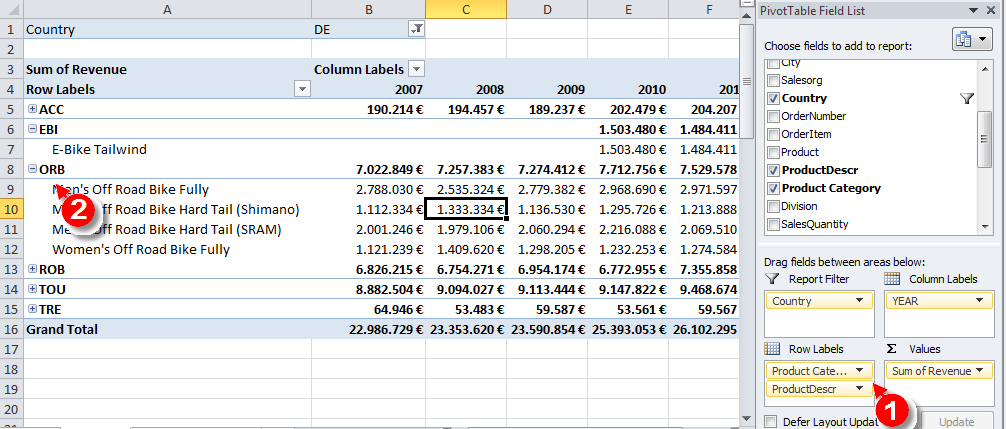 A B C D E F
1 Country DE
2
3 Sum of Revenue Column Labels
4 Row Labels 2007 2008 2009 2010 201
5 ACC 190.214 € 194.457 € 189.237 € 202.479 € 204.207
6 EBI 1.503.480 € 1.484.411
7 E-Bike Tailwind 1.503.480 € 1.484.411
8 ORB 7.022.849 € 7.257.383 € 7.274.412 € 7.712.756 € 7.529.578
9 Men's Off Road Bike Fully 2.788.030 € 2.535.324 € 2.779.382 € 2.968.690 € 2.971.597
10 Off Road Bike Hard Tail (Shimano) 1.112.334 € 1.333.334 € 1.136.530 € 1.295.726 € 1.213.888
11 Off Road Bike Hard Tail (SRAM) 2.001.246 € 1.979.106 € 2.060.294 € 2.216.088 € 2.069.510
12 Women's Off Road Bike Fully 1.121.239 € 1.409.620 € 1.298.205 € 1.232.253 € 1.274.584
13 ROB 6.826.215 € 6.754.271 € 6.954.174 € 6.772.955 € 7.355.858
14 TOU 8.882.504 € 9.094.027 € 9.113.444 € 9.147.822 € 9.468.674
15 TRE 64.946 € 53.483 € 59.587 € 53.561 € 59.567
16 Grand Total 22.986.729 € 23.353.620 € 23.590.854 € 25.393.053 € 26.102.295
17
18
19
20
21
2
PivotTable Field List
Choose fields to add to report:
City
Salesorg
Country
OrderNumber
OrderItem
Product
ProductDescr
Product Category
Division
SalesQuantity
Drag fields between areas below:
Report Filter Column Labels
Country YEAR
Row Labels Σ Values
Product Cate... Sum of Revenue
ProductDescr
1
Defer Layout Updat Update